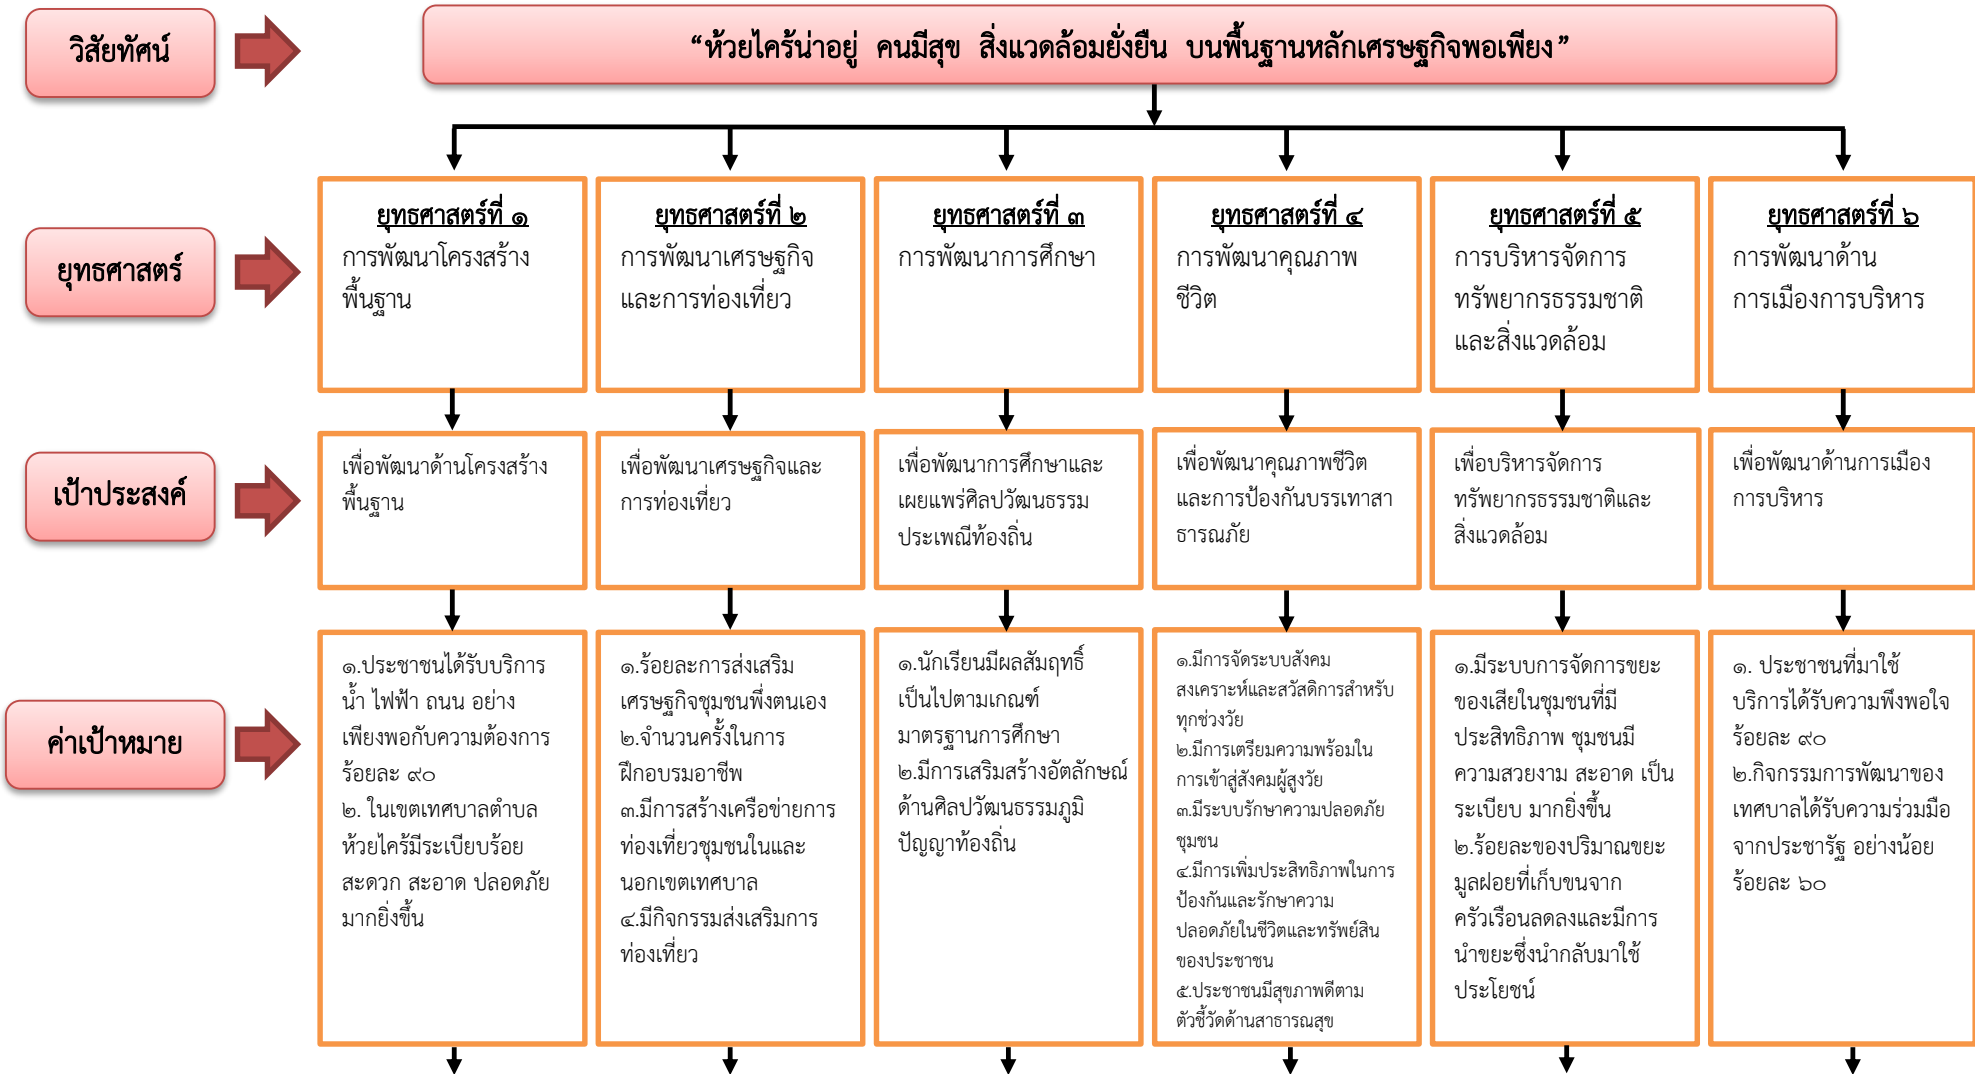 วิสัยทัศน์
“ห้วยไคร้น่าอยู่ คนมีสุข สิ่งแวดล้อมยั่งยืน บนพื้นฐานหลักเศรษฐกิจพอเพียง”
ยุทธศาสตร์
ยุทธศาสตร์ที่ ๑
การพัฒนาโครงสร้าง
พื้นฐาน
ยุทธศาสตร์ที่ ๒
การพัฒนาเศรษฐกิจ
และการท่องเที่ยว
ยุทธศาสตร์ที่ ๓
การพัฒนาการศึกษา
ยุทธศาสตร์ที่ ๔
การพัฒนาคุณภาพ
ชีวิต
ยุทธศาสตร์ที่ ๕
การบริหารจัดการ
ทรัพยากรธรรมชาติ
และสิ่งแวดล้อม
ยุทธศาสตร์ที่ ๖
การพัฒนาด้าน
การเมืองการบริหาร
เป้าประสงค์
เพื่อพัฒนาด้านโครงสร้าง
พื้นฐาน
เพื่อพัฒนาเศรษฐกิจและ
การท่องเที่ยว
เพื่อพัฒนาการศึกษาและ
เผยแพร่ศิลปวัฒนธรรม
ประเพณีท้องถิ่น
เพื่อพัฒนาคุณภาพชีวิต
และการป้องกันบรรเทาสา
ธารณภัย
เพื่อบริหารจัดการ
ทรัพยากรธรรมชาติและ
สิ่งแวดล้อม
เพื่อพัฒนาด้านการเมือง
การบริหาร
ค่าเป้าหมาย
๑.ประชาชนได้รับบริการ
น้ำ ไฟฟ้า ถนน อย่าง
เพียงพอกับความต้องการ
ร้อยละ ๙๐
๒. ในเขตเทศบาลตำบล
ห้วยไคร้มีระเบียบร้อย
สะดวก สะอาด ปลอดภัย
มากยิ่งขึ้น
๑.ร้อยละการส่งเสริม
เศรษฐกิจชุมชนพึ่งตนเอง
๒.จำนวนครั้งในการ
ฝึกอบรมอาชีพ
๓.มีการสร้างเครือข่ายการ
ท่องเที่ยวชุมชนในและ
นอกเขตเทศบาล
๔.มีกิจกรรมส่งเสริมการ
ท่องเที่ยว
๑.นักเรียนมีผลสัมฤทธิ์
เป็นไปตามเกณฑ์
มาตรฐานการศึกษา
๒.มีการเสริมสร้างอัตลักษณ์
ด้านศิลปวัฒนธรรมภูมิ
ปัญญาท้องถิ่น
๑.มีการจัดระบบสังคม
สงเคราะห์และสวัสดิการสำหรับ
ทุกช่วงวัย
๒.มีการเตรียมความพร้อมใน
การเข้าสู่สังคมผู้สูงวัย
๓.มีระบบรักษาความปลอดภัย
ชุมชน
๔.มีการเพิ่มประสิทธิภาพในการ
ป้องกันและรักษาความ
ปลอดภัยในชีวิตและทรัพย์สิน
ของประชาชน
๕.ประชาชนมีสุขภาพดีตาม
ตัวชี้วัดด้านสาธารณสุข
๑.มีระบบการจัดการขยะ
ของเสียในชุมชนที่มี
ประสิทธิภาพ ชุมชนมี
ความสวยงาม สะอาด เป็น
ระเบียบ มากยิ่งขึ้น
๒.ร้อยละของปริมาณขยะ
มูลฝอยที่เก็บขนจาก
ครัวเรือนลดลงและมีการ
นำขยะซึ่งนำกลับมาใช้
ประโยชน์
๑. ประชาชนที่มาใช้
บริการได้รับความพึงพอใจ
ร้อยละ ๙๐
๒.กิจกรรมการพัฒนาของ
เทศบาลได้รับความร่วมมือ
จากประชารัฐ อย่างน้อย
ร้อยละ ๖๐